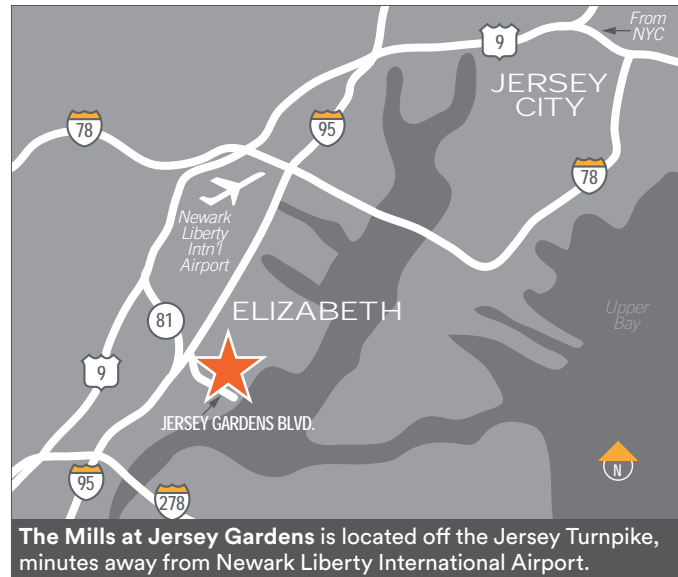 From
NYC
9
JERSEY
CITY
95
78
78
Newark
Liberty
Intn'l
Airport
Upper
Bay
ELIZABETH
81
9
JERSEY GARDENS BLVD.
95
278
N
The Mills at Jersey Gardens is located off the Jersey Turnpike,
minutes away from Newark Liberty International Airport.